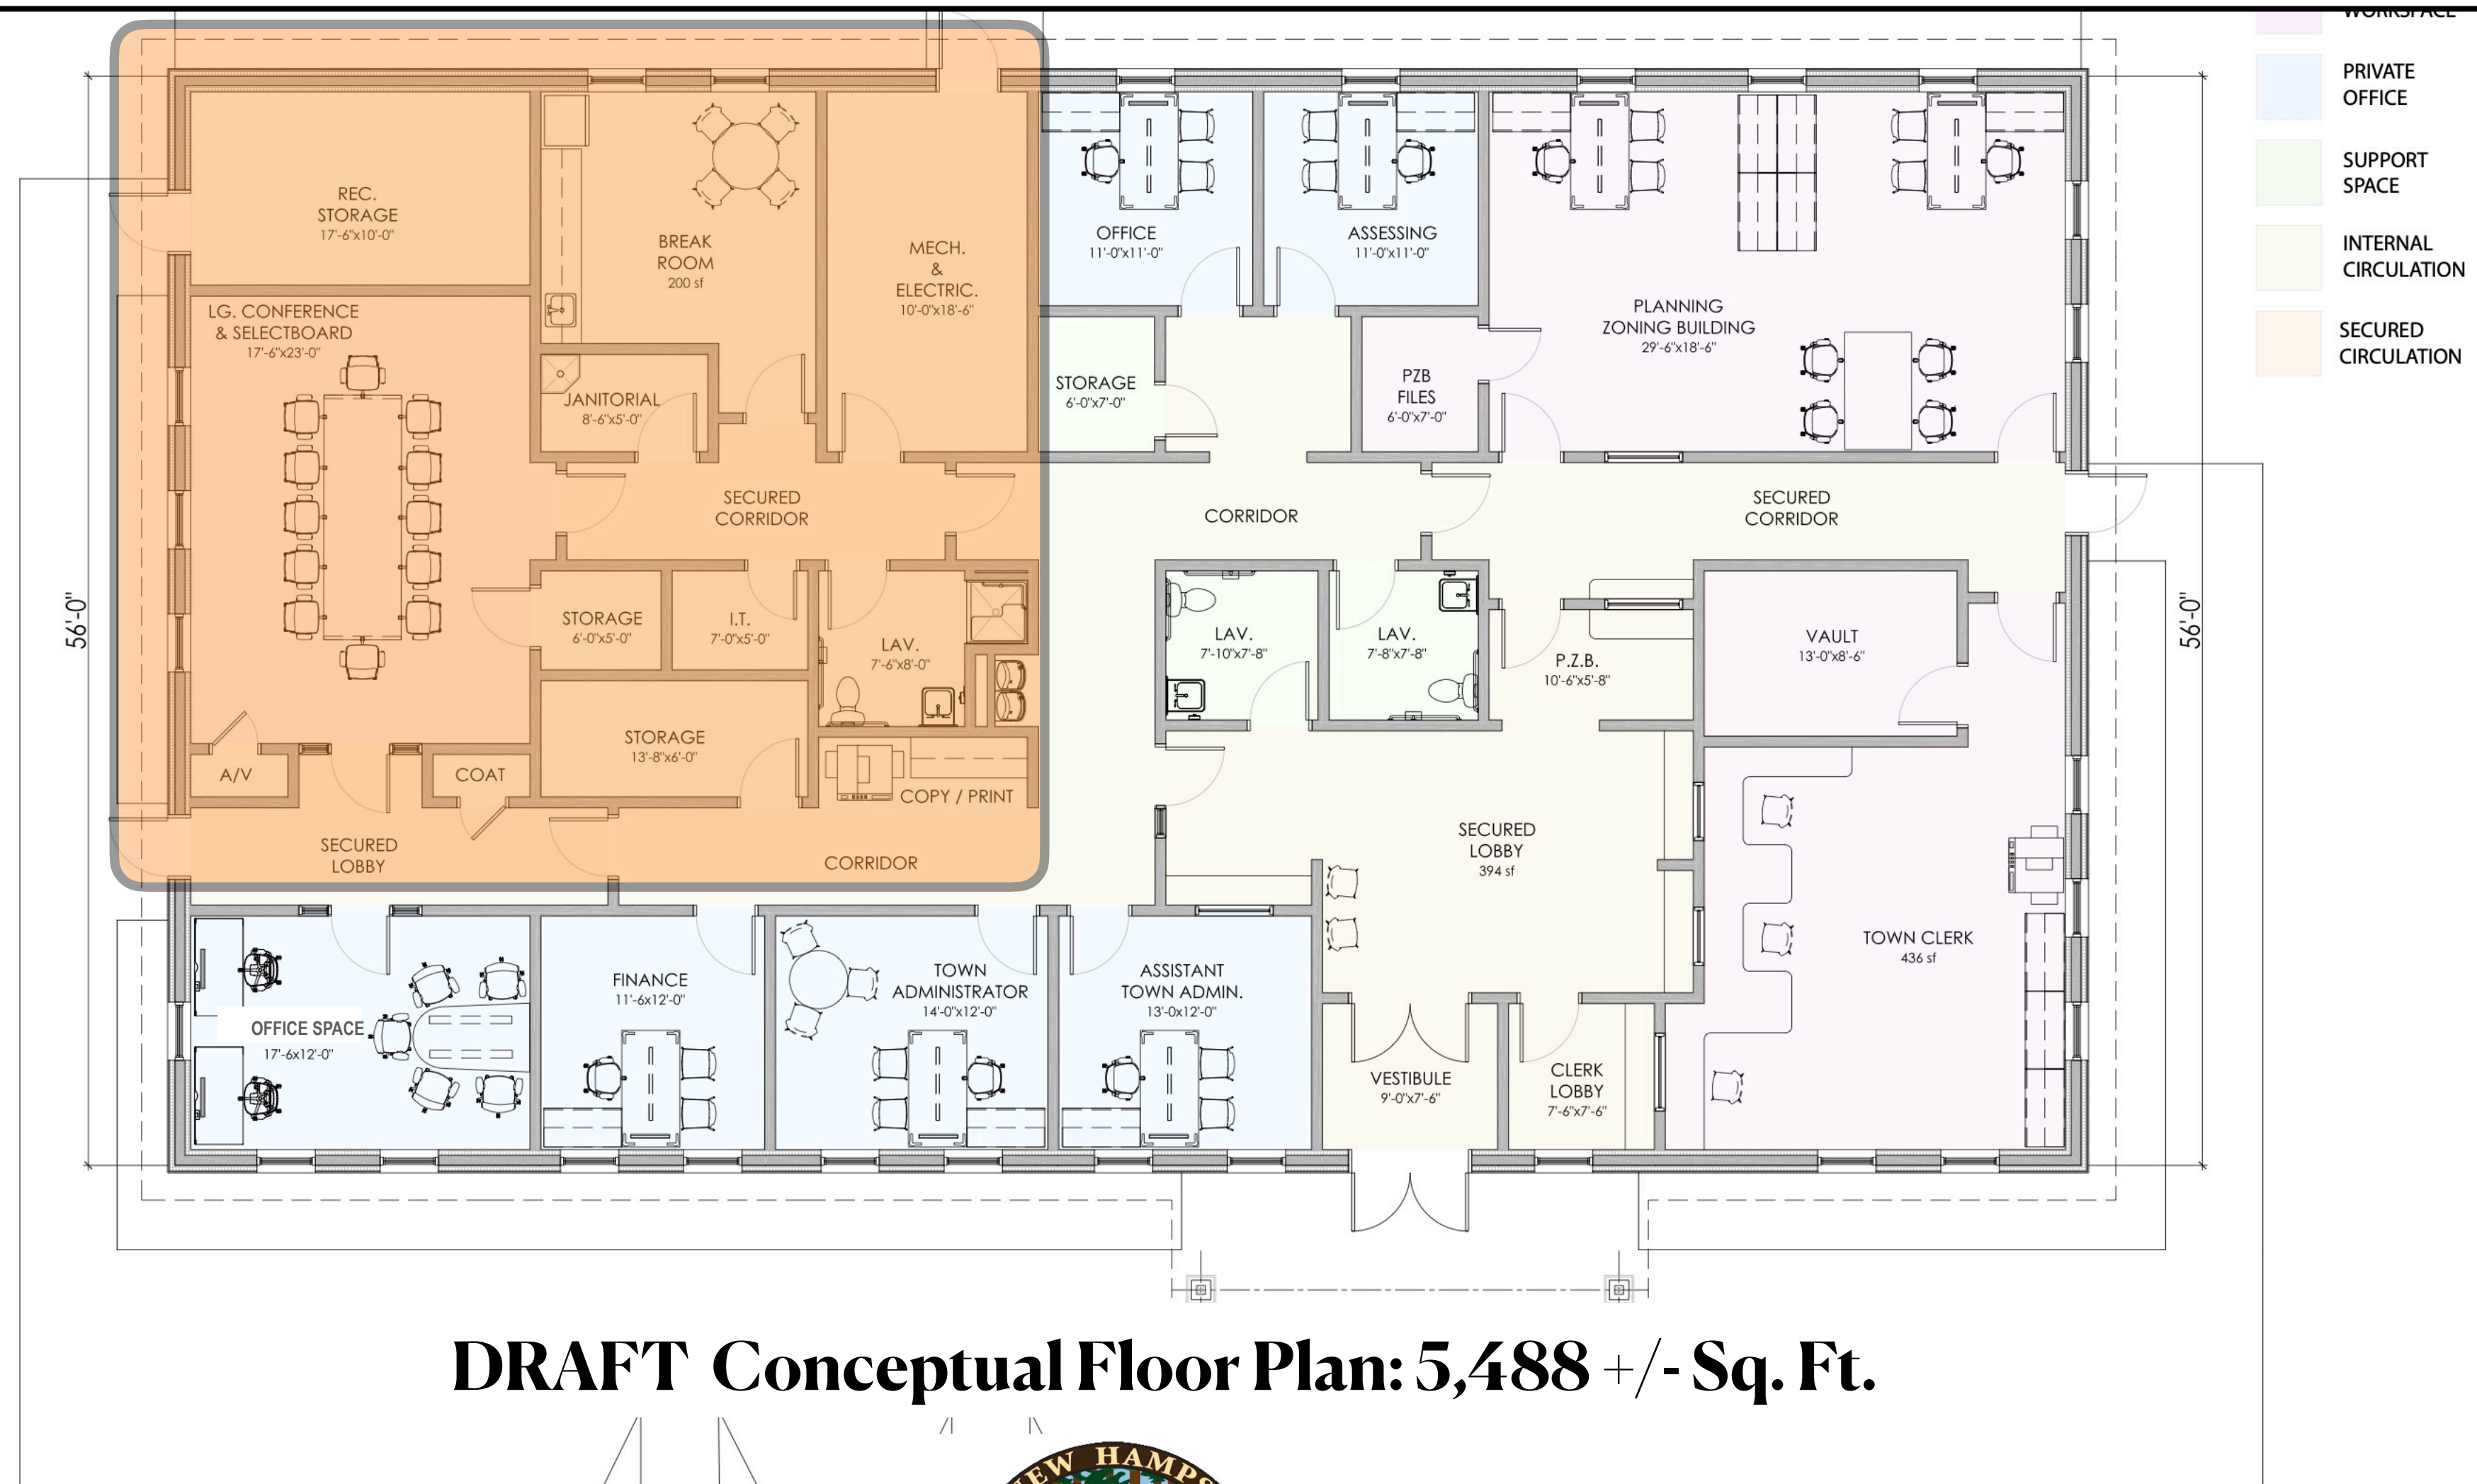 WORKSPACE
PRIVATE
OFFICE
SUPPORT
SPACE
INTERNAL
CIRCULATION
SECURED
CIRCULATION
REC.
STORAGE
17'-6"x10'-0"
BREAK
ROOM
200 sf
MECH.
&
ELECTRIC.
10'-0"x18'-6"
OFFICE
11'-0"x11'-0"
ASSESSING
11'-0"x11'-0"
PLANNING
ZONING BUILDING
29'-6"x18'-6"
LG. CONFERENCE
& SELECTBOARD
17'-6"x23'-0"
JANITORIAL
8'-6"x5'-0"
STORAGE
6'-0"x7'-0"
PZB
FILES
6'-0"x7'-0"
SECURED
CORRIDOR
CORRIDOR
SECURED
CORRIDOR
56'-0"
STORAGE
6'-0"x5'-0"
I.T.
7'-0"x5'-0"
LAV.
7'-6"x8'-0"
LAV.
7'-10"x7'-8"
LAV.
7'-8"x7'-8"
P.Z.B.
10'-6"x5'-8"
VAULT
13'-0"x8'-6"
56'-0"
STORAGE
13'-8"x6'-0"
A/V
COAT
COPY / PRINT
SECURED
LOBBY
CORRIDOR
SECURED
LOBBY
394 sf
TOWN CLERK
436 sf
OFFICE SPACE
17'-6x12'-0"
FINANCE
11'-6x12'-0"
TOWN
ADMINISTRATOR
14'-0"x12'-0"
ASSISTANT
TOWN ADMIN.
13'-0x12'-0"
VESTIBULE
9'-0"x7'-6"
CLERK
LOBBY
7'-6"x7'-6"
DRAFT Conceptual Floor Plan: 5,488 +/- Sq. Ft.
NEW HAMPS